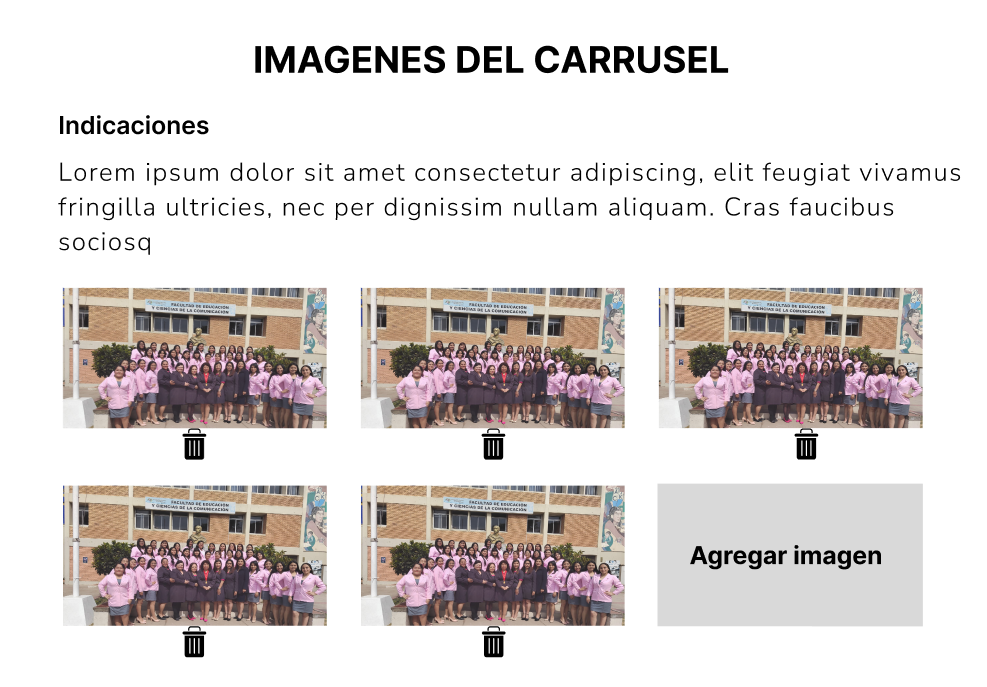 IMAGENES DEL CARRUSEL
Indicaciones
Lorem ipsum dolor sit amet consectetur adipiscing, elit feugiat vivamus
fringilla ultricies, nec per dignissim nullam aliquam. Cras faucibus
sociosq
FACULTAD DE EDUCACIÓN
Y CIENCIAS DE LA COMUNICACIÓN
FACULTAD DE EDUCACIÓN
Y CIENCIAS DE LA COMUNICACIÓN
FACULTAD DE EDUCACIÓN
Y CIENCIAS DE LA COMUNICACIÓN
FACULTAD DE EDUCACIÓN
Y CIENCIAS DE LA COMUNICACIÓN
FACULTAD DE EDUCACIÓN
Y CIENCIAS DE LA COMUNICACIÓN
Agregar imagen